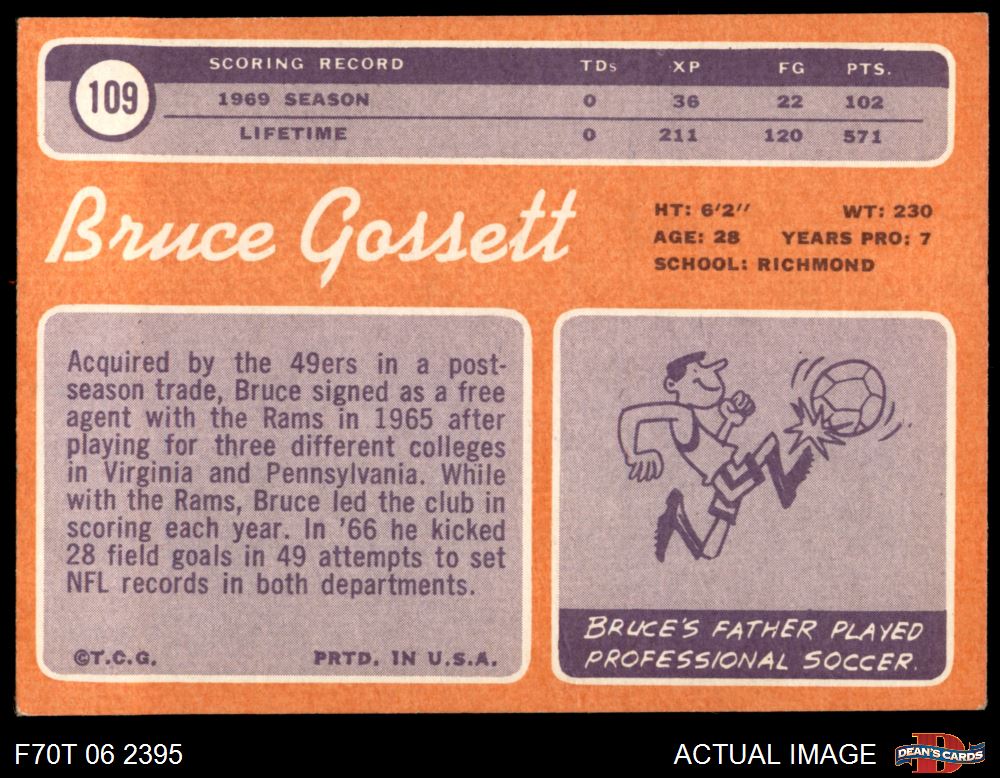 109
SCORING RECORD TDs XP FG PTS.
1969 SEASON 0 36 22 102
LIFETIME 0 211 120 571
Bruce Gossett
HT: 6'2" WT: 230
AGE: 28 YEARS PRO: 7
SCHOOL: RICHMOND
Acquired by the 49ers in a post-
season trade, Bruce signed as a free
agent with the Rams in 1965 after
playing for three different colleges
in Virginia and Pennsylvania. While
with the Rams, Bruce led the club in
scoring each year. In '66 he kicked
28 field goals in 49 attempts to set
NFL records in both departments.
©T.C.G. PRTD. IN U.S.A.
BRUCE'S FATHER PLAYED
PROFESSIONAL SOCCER.
F70T 06 2395
ACTUAL IMAGE
DEAN'S CARDS